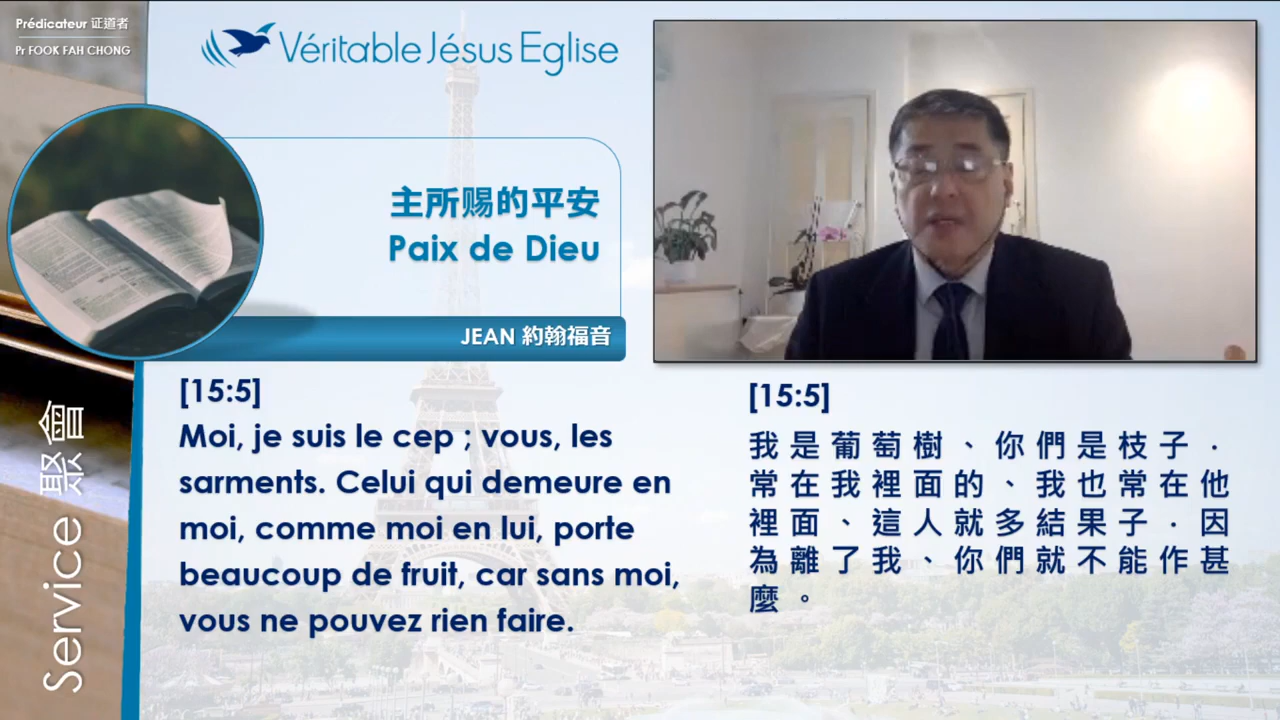 Prédicateur 证道者
Pr FOOK FAH CHONG
Véritable Jésus Eglise
主所赐的平安
Paix de Dieu
JEAN 約翰福音
Service 聚會
[15:5]
Moi, je suis le cep ; vous, les
sarments. Celui qui demeure en
moi, comme moi en lui, porte
beaucoup de fruit, car sans moi,
vous ne pouvez rien faire.
[15:5]
我是葡萄樹、你們是枝子．
常在我裡面的、我也常在他
裡面、這人就多結果子．因
為離了我、你們就不能作甚
麼。